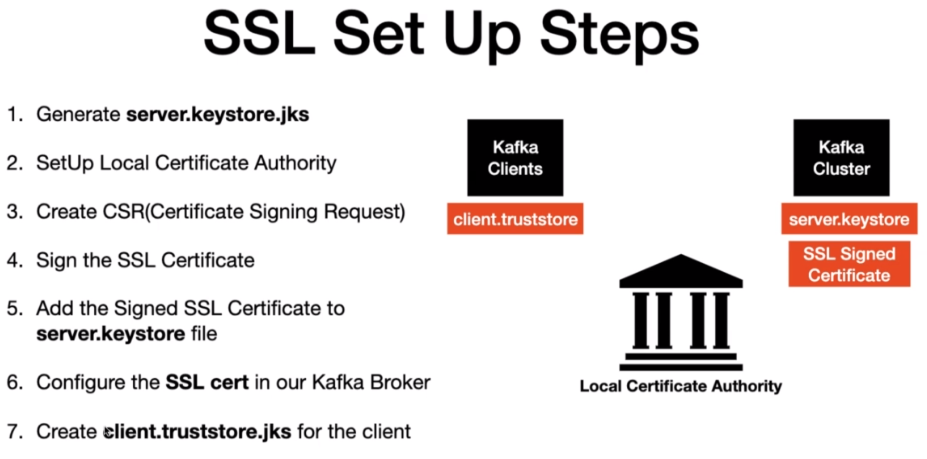 SSL Set Up Steps
1. Generate server.keystore.jks
2. SetUp Local Certificate Authority
3. Create CSR(Certificate Signing Request)
4. Sign the SSL Certificate
5. Add the Signed SSL Certificate to
server.keystore file
6. Configure the SSL cert in our Kafka Broker
7. Create client.truststore.jks for the client
Kafka
Clients
client.truststore
Kafka
Cluster
server.keystore
SSL Signed
Certificate
Local Certificate Authority